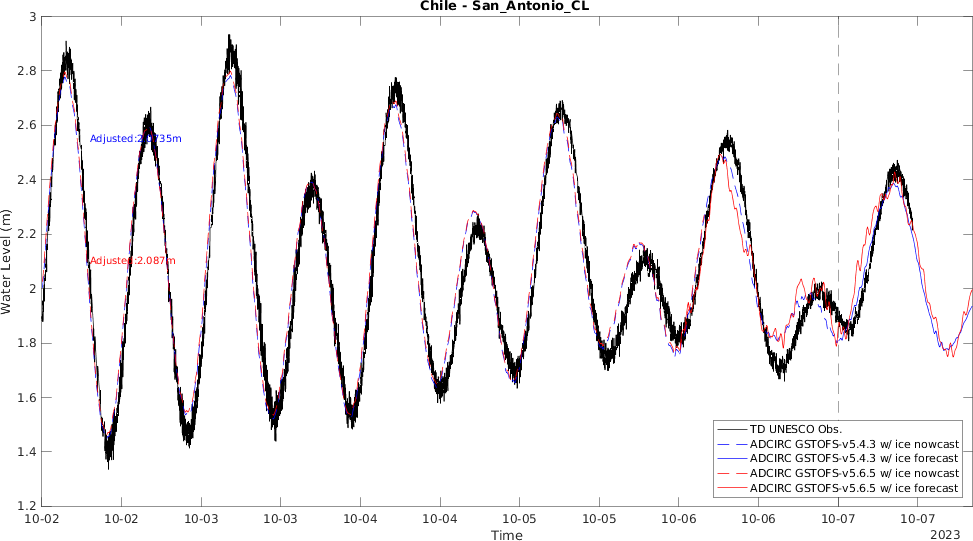 Chile - San_Antonio_CL
3
2.8
2.6
2.4
2.2
2
1.8
1.6
1.4
1.2
Water Level (m)
Adjusted:2.087m
10-02 10-02 10-03 10-03 10-04 10-04 10-05 10-05 10-06 10-06 10-07 10-07
2023
Time
TD UNESCO Obs.
ADCIRC GSTOFS-v5.4.3 w/ ice nowcast
ADCIRC GSTOFS-v5.4.3 w/ ice forecast
ADCIRC GSTOFS-v5.6.5 w/ ice nowcast
ADCIRC GSTOFS-v5.6.5 w/ ice forecast